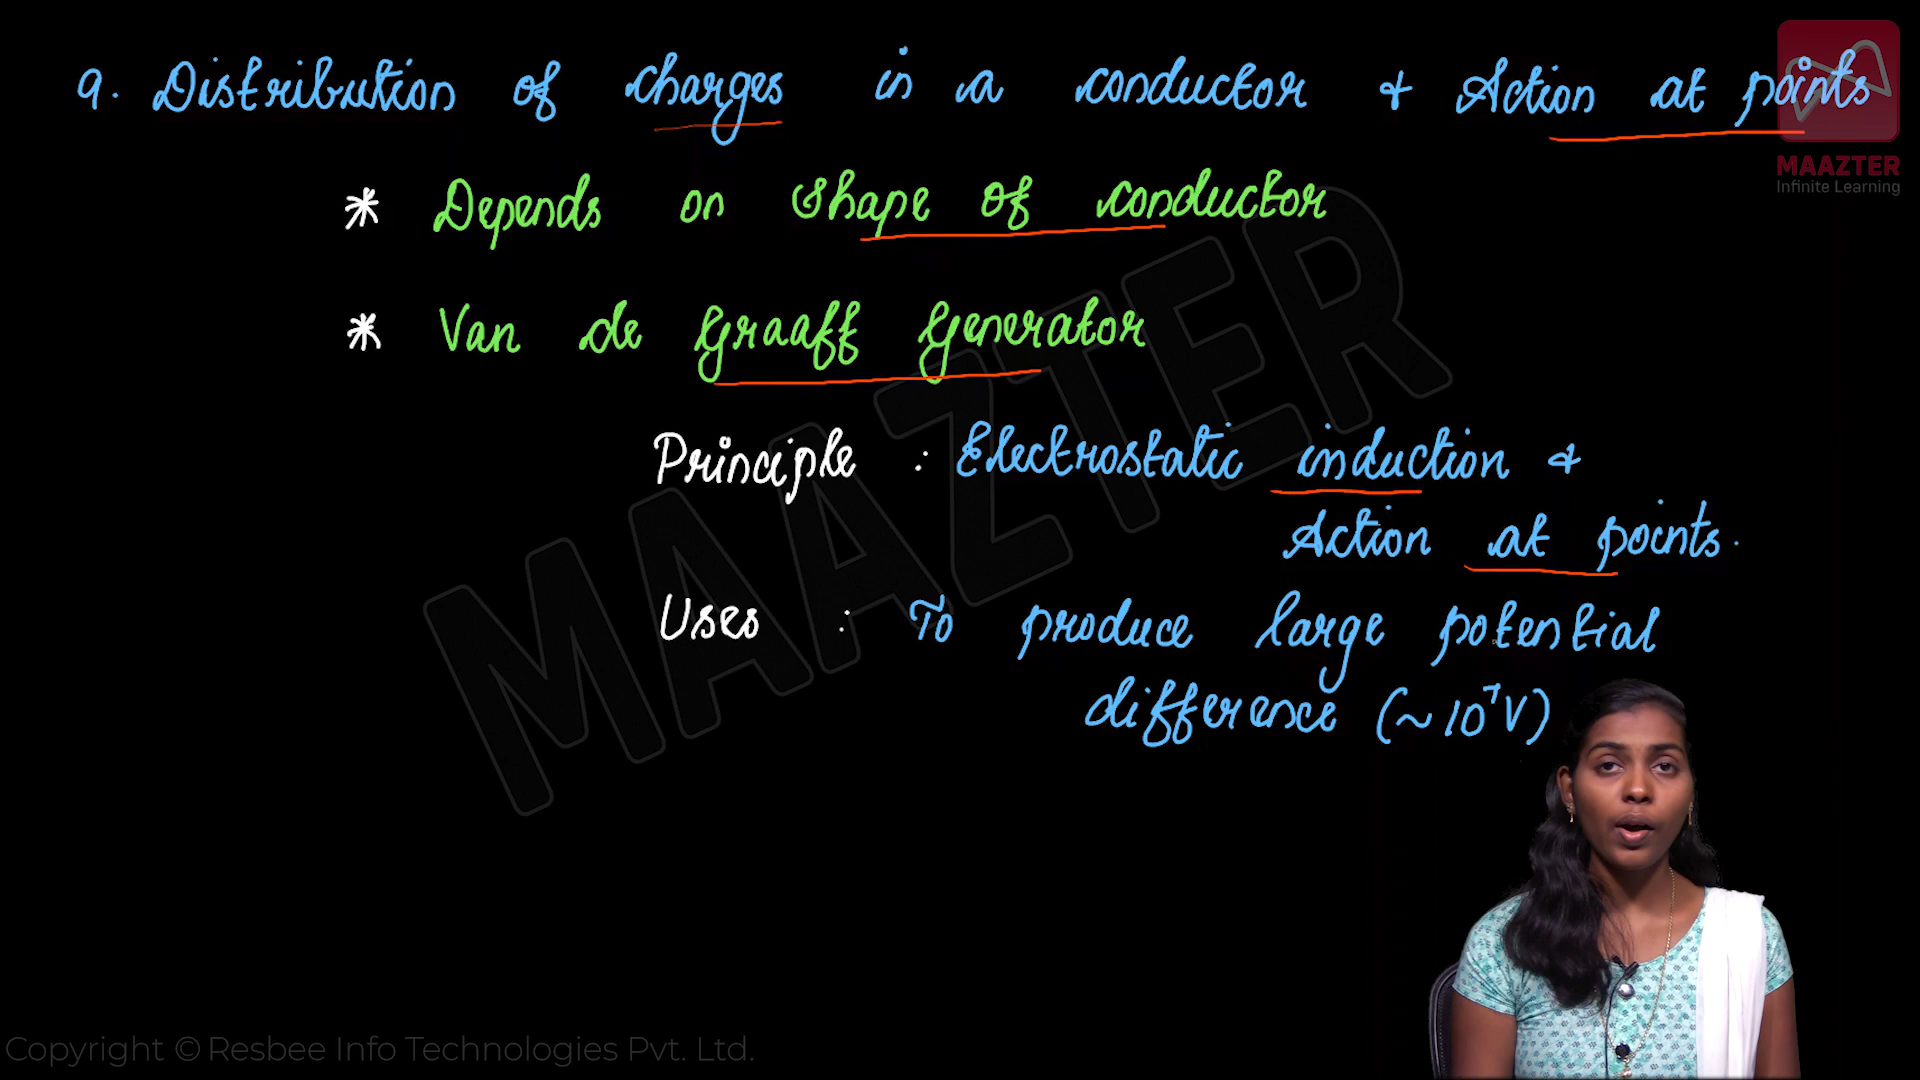 9. Distribution of charges in a conductor & Action at points
MAAZTER
Infinite Learning
* Depends on shape of conductor
* Van de Graaff Generator
Principle : Electrostatic induction &
Action at points.
Uses : To produce large potential
difference (~10⁷V)
MAAZTER
Copyright © Resbee Info Technologies Pvt. Ltd.